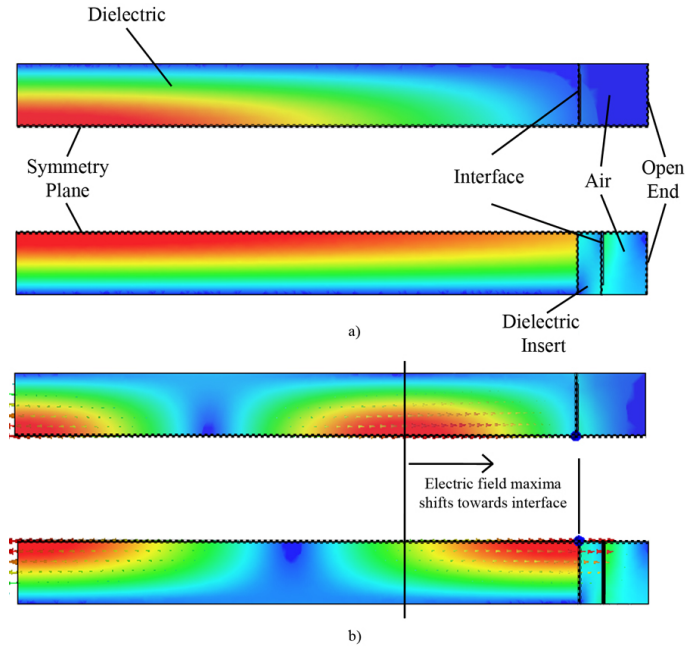 Dielectric
Symmetry
Plane
Interface
Air
Open
End
Dielectric
Insert
a)
Electric field maxima
shifts towards interface
b)